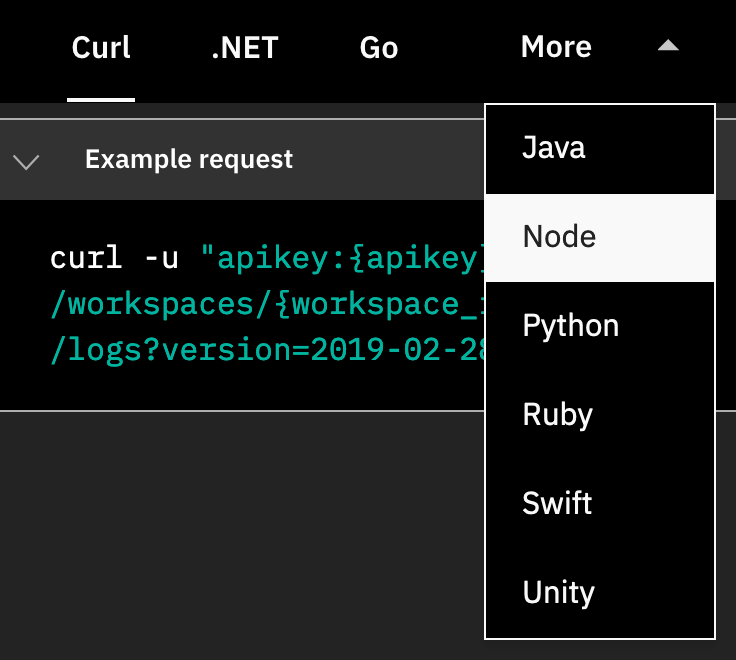 Curl .NET Go More
Example request
curl -u "apikey:{apikey
/workspaces/{workspace_
/logs?version=2019-02-28
Java
Node
Python
Ruby
Swift
Unity